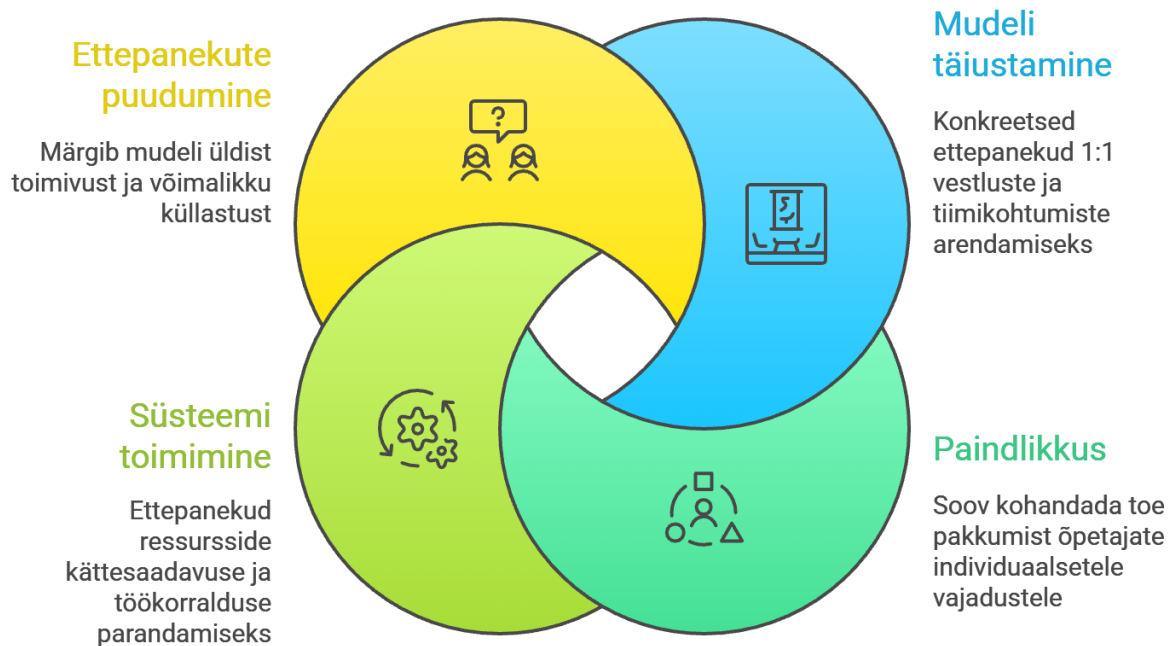 Ettepanekute
puudumine
Märgib mudeli üldist
toimivust ja võimalikku
küllastust
?
Mudeli
täiustamine
Konkreetsed
ettepanekud 1:1
vestluste ja
tiimikohtumiste
arendamiseks
Süsteemi
toimimine
Ettepanekud
ressursside
kättesaadavuse ja
töökorralduse
parandamiseks
Paindlikkus
Soov kohandada toe
pakkumist õpetajate
individuaalsetele
vajadustele